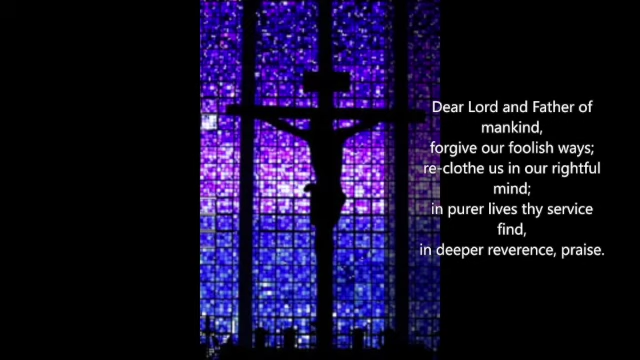 Dear Lord and Father of
mankind,
forgive our foolish ways;
re-clothe us in our rightful
mind;
in purer lives thy service
find,
in deeper reverence, praise.